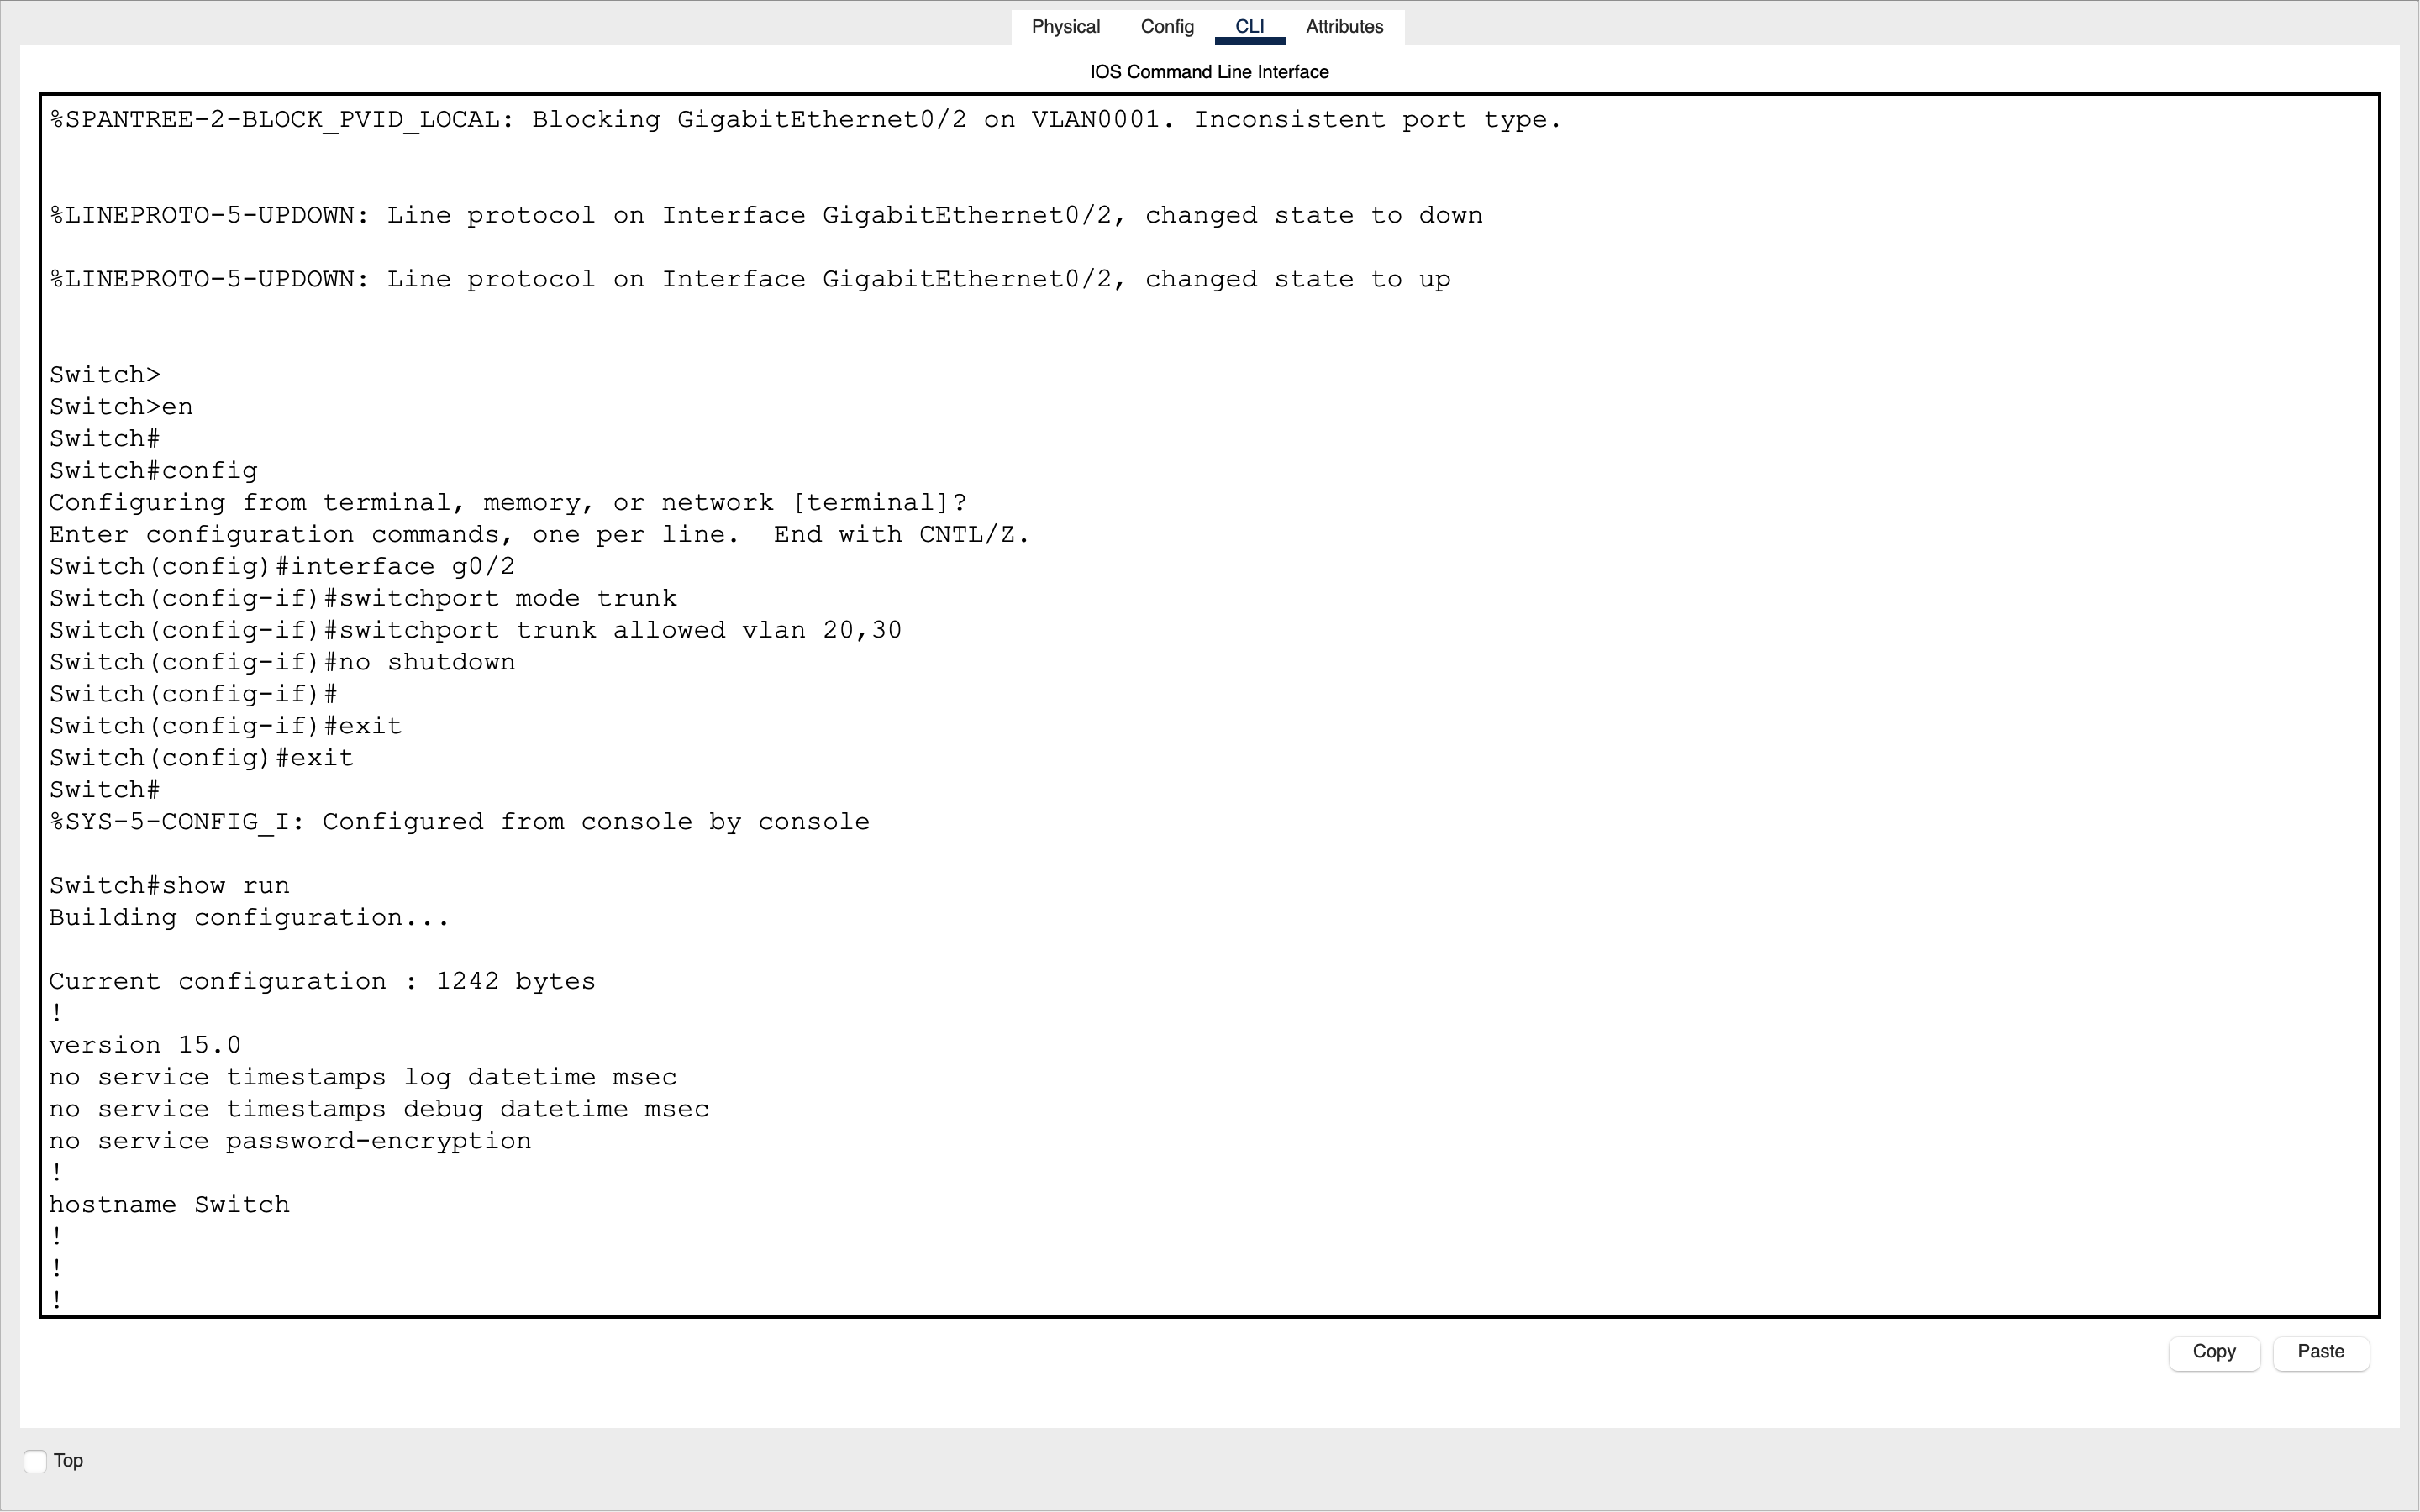 Physical Config CLI Attributes
IOS Command Line Interface
%SPANTREE-2-BLOCK_PVID_LOCAL: Blocking GigabitEthernet0/2 on VLAN0001. Inconsistent port type.
%LINEPROTO-5-UPDOWN: Line protocol on Interface GigabitEthernet0/2, changed state to down
%LINEPROTO-5-UPDOWN: Line protocol on Interface GigabitEthernet0/2, changed state to up
Switch>
Switch>en
Switch#
Switch#config
Configuring from terminal, memory, or network [terminal]?
Enter configuration commands, one per line.  End with CNTL/Z.
Switch(config)#interface g0/2
Switch(config-if)#switchport mode trunk
Switch(config-if)#switchport trunk allowed vlan 20,30
Switch(config-if)#no shutdown
Switch(config-if)#
Switch(config-if)#exit
Switch(config)#exit
Switch#
%SYS-5-CONFIG_I: Configured from console by console
Switch#show run
Building configuration...
Current configuration : 1242 bytes
!
version 15.0
no service timestamps log datetime msec
no service timestamps debug datetime msec
no service password-encryption
!
hostname Switch
!
!
!
Copy Paste
Top